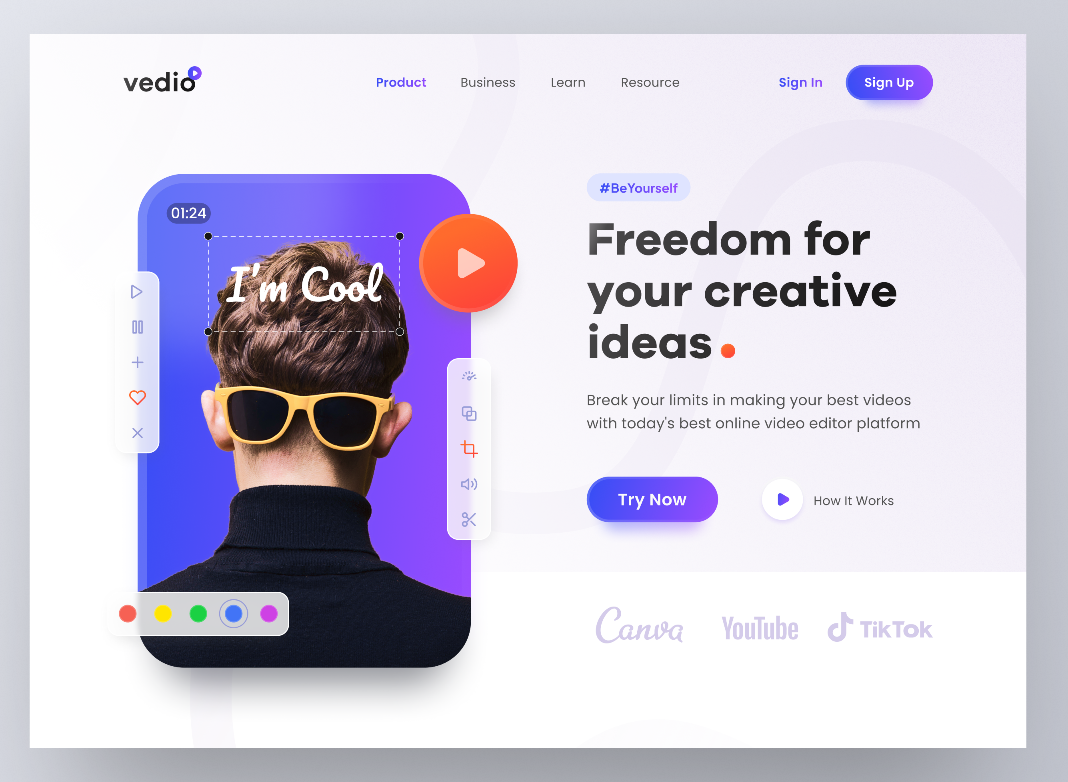 vedio
Product Business Learn Resource Sign In Sign Up
01:24
I'm Cool
#BeYourself
Freedom for
your creative
ideas.
Break your limits in making your best videos
with today's best online video editor platform
Try Now How It Works
Canva YouTube TikTok